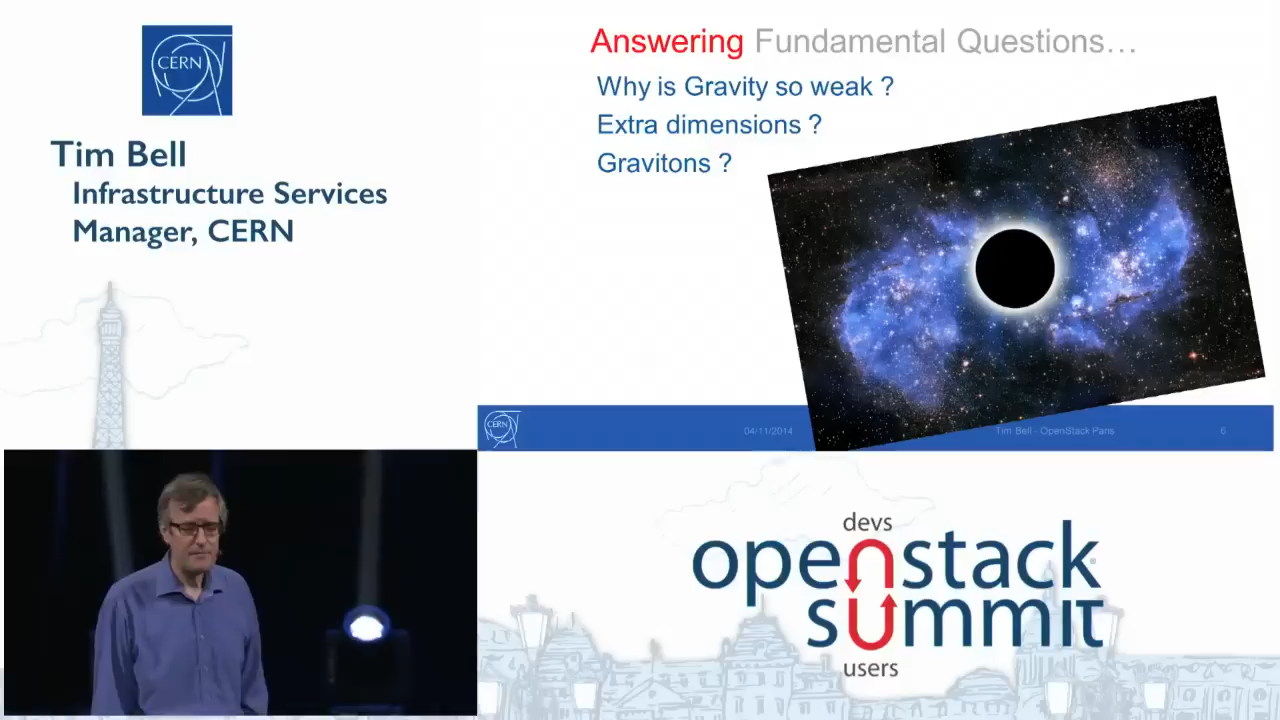 CERN
Tim Bell
Infrastructure Services
Manager, CERN
Answering Fundamental Questions…
Why is Gravity so weak ?
Extra dimensions ?
Gravitons ?
CERN
04/11/2014
Tim Bell - OpenStack Paris
6
devs
openstack
summit
users